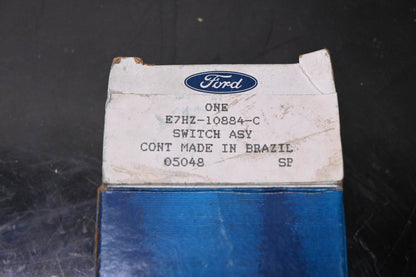 Ford
ONE
E7HZ-10884-C
SWITCH ASY
CONT MADE IN BRAZIL
05048 SP